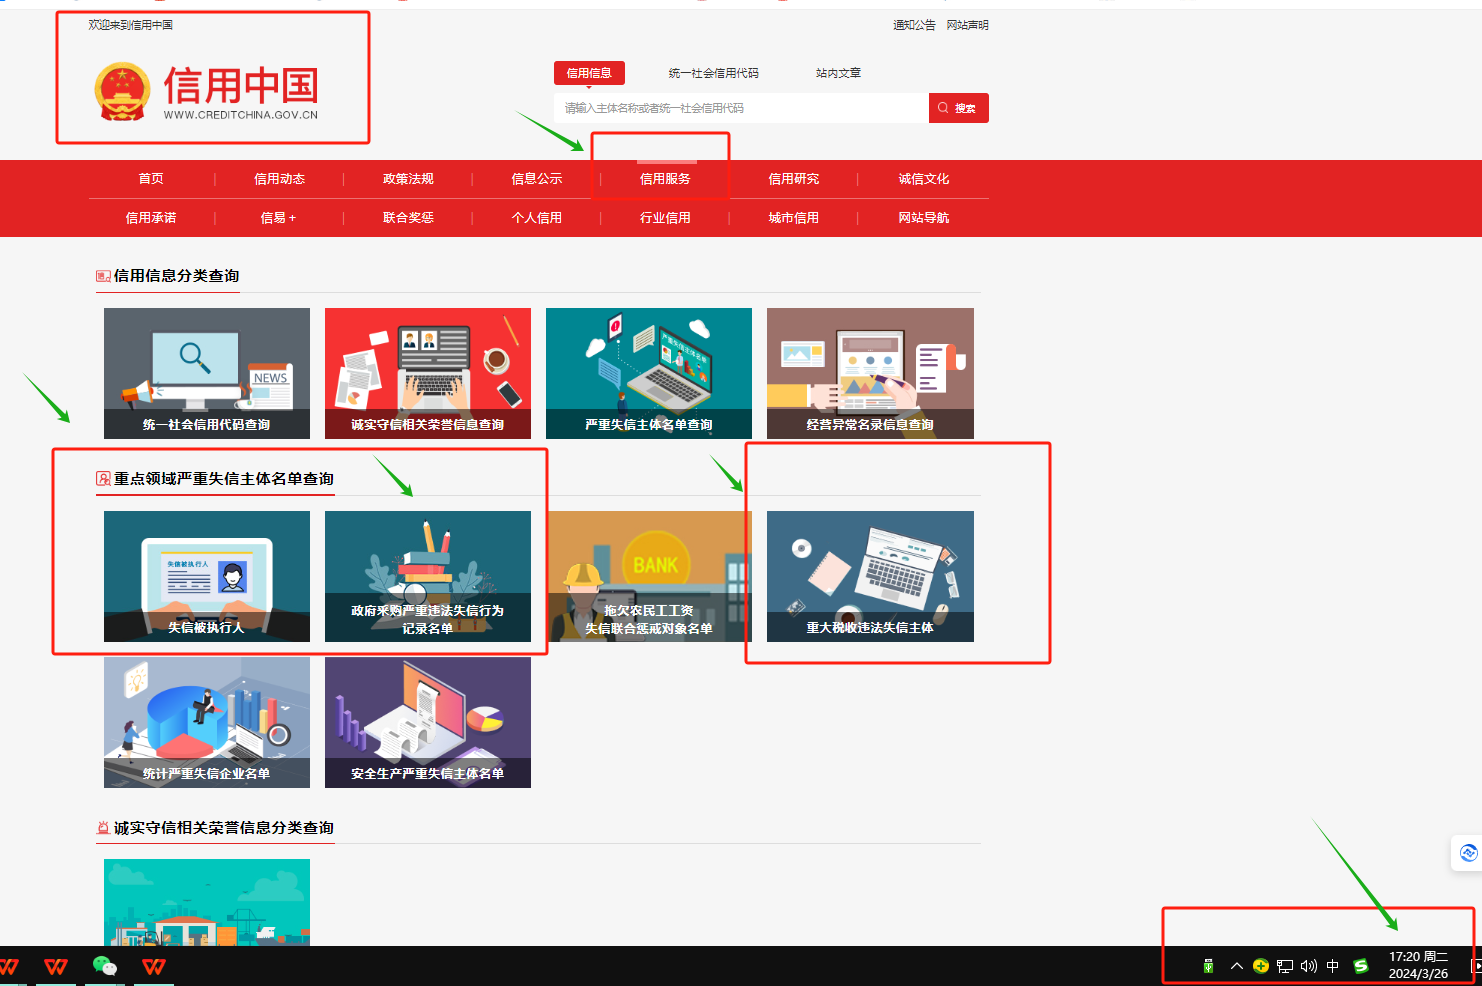 欢迎来到信用中国
通知公告 网站声明
信用中国
WWW.CREDITCHINA.GOV.CN
信用信息 统一社会信用代码 站内文章
请输入主体名称或者统一社会信用代码
搜索
首页 信用动态 政策法规 信息公示 信用服务 信用研究 诚信文化
信用承诺 信易+ 联合奖惩 个人信用 行业信用 城市信用 网站导航
信用信息分类查询
NEWS
严重失信主体名单
统一社会信用代码查询
诚实守信相关荣誉信息查询
严重失信主体名单查询
经营异常名录信息查询
重点领域严重失信主体名单查询
失信被执行人
BANK
失信被执行人
政府采购严重违法失信行为
记录名单
拖欠农民工工资
失信联合惩戒对象名单
重大税收违法失信主体
统计严重失信企业名单
安全生产严重失信主体名单
诚实守信相关荣誉信息分类查询
中
17:20 周二
2024/3/26